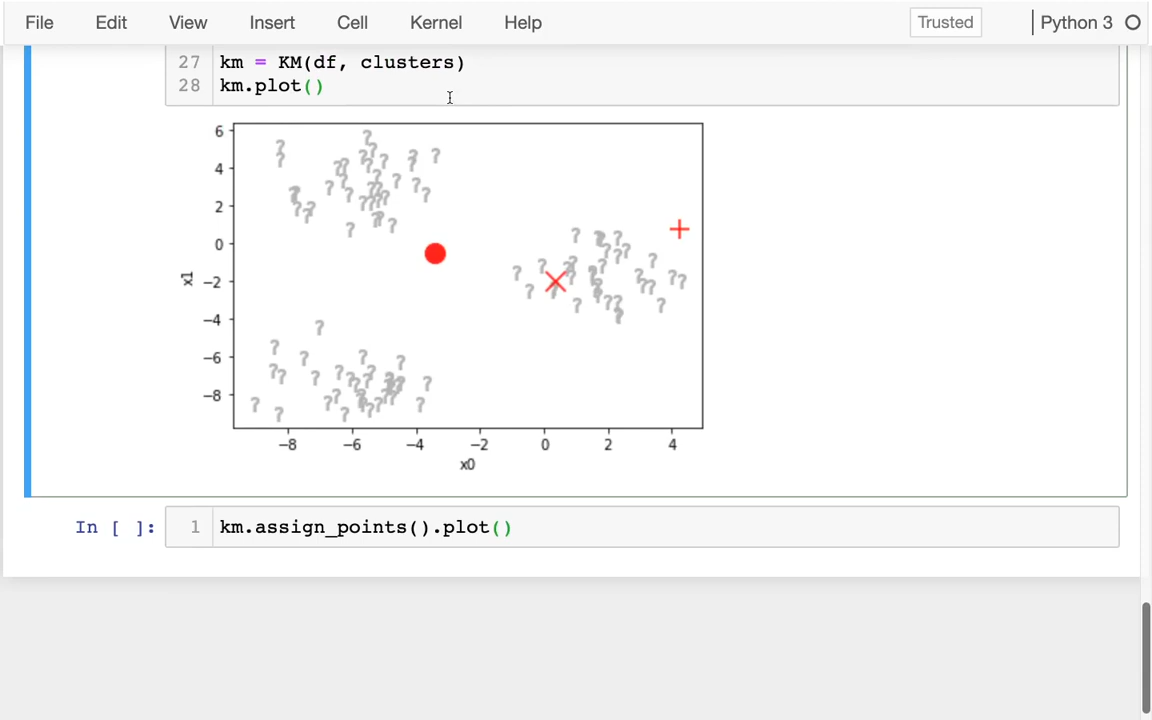 File Edit View Insert Cell Kernel Help Trusted Python 3
27 km = KM(df, clusters)
28 km.plot()
6
4
2
0
−2
−4
−6
−8
x1
−8 −6 −4 −2 0 2 4
x0
In [ ]: 1 km.assign_points().plot()